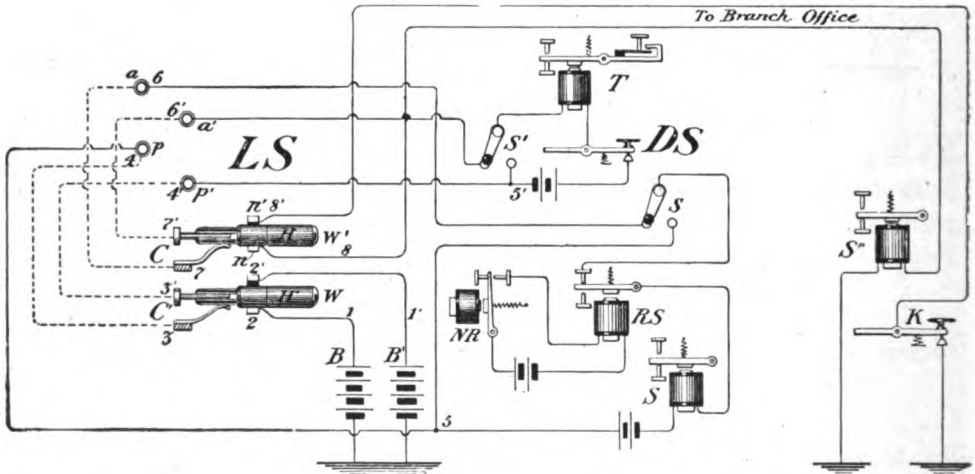 To Branch Office
a 6
T
6' a'
LS
S'
DS
4 p
4' p'
5'
S
n' 8'
7'
H
W'
C
7
n
8
2'
3'
H
W
C''
3
2
1
1'
S''
K
NR
RS
B
B'
S
5